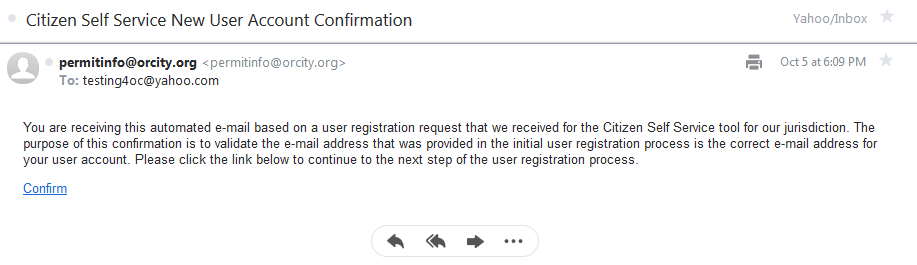 Citizen Self Service New User Account Confirmation
Yahoo/Inbox
permitinfo@orcity.org <permitinfo@orcity.org>
Oct 5 at 6:09 PM
To: testing4oc@yahoo.com
You are receiving this automated e-mail based on a user registration request that we received for the Citizen Self Service tool for our jurisdiction. The
purpose of this confirmation is to validate the e-mail address that was provided in the initial user registration process is the correct e-mail address for
your user account. Please click the link below to continue to the next step of the user registration process.
Confirm